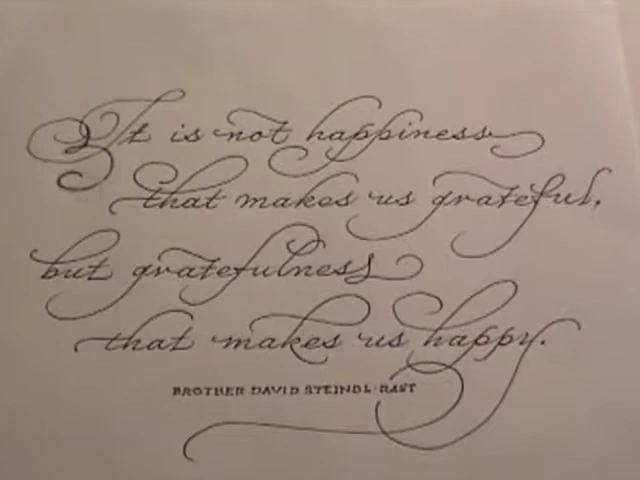 It is not happiness
that makes us grateful,
but gratefulness
that makes us happy.
BROTHER DAVID STEINDL-RAST